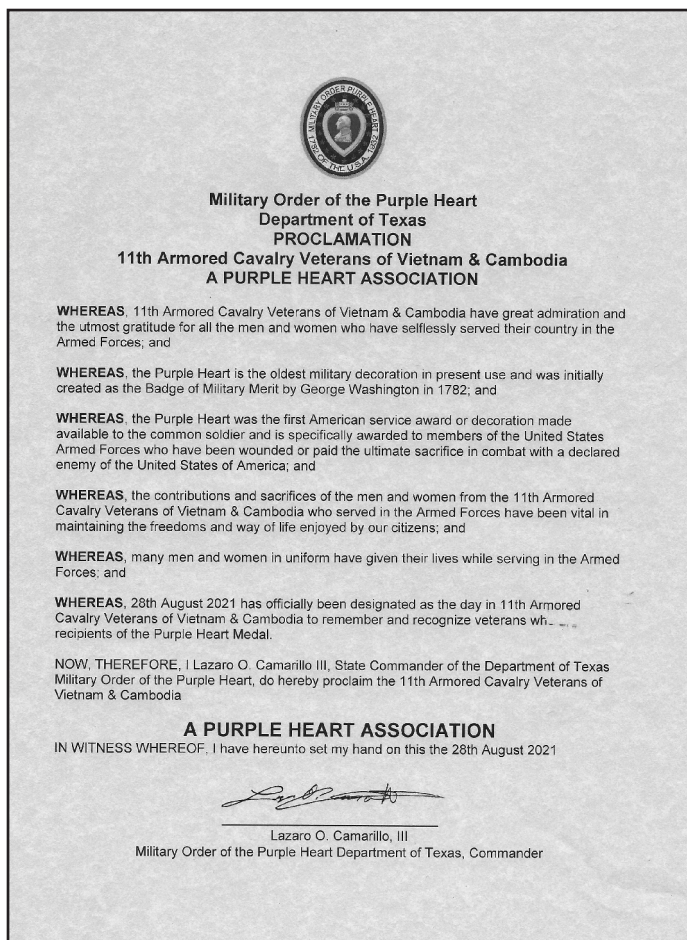 MILITARY ORDER PURPLE HEART
1782 OF THE U.S.A. 1932
Military Order of the Purple Heart
Department of Texas
PROCLAMATION
11th Armored Cavalry Veterans of Vietnam & Cambodia
A PURPLE HEART ASSOCIATION
WHEREAS, 11th Armored Cavalry Veterans of Vietnam & Cambodia have great admiration and
the utmost gratitude for all the men and women who have selflessly served their country in the
Armed Forces; and
WHEREAS, the Purple Heart is the oldest military decoration in present use and was initially
created as the Badge of Military Merit by George Washington in 1782; and
WHEREAS, the Purple Heart was the first American service award or decoration made
available to the common soldier and is specifically awarded to members of the United States
Armed Forces who have been wounded or paid the ultimate sacrifice in combat with a declared
enemy of the United States of America; and
WHEREAS, the contributions and sacrifices of the men and women from the 11th Armored
Cavalry Veterans of Vietnam & Cambodia who served in the Armed Forces have been vital in
maintaining the freedoms and way of life enjoyed by our citizens; and
WHEREAS, many men and women in uniform have given their lives while serving in the Armed
Forces; and
WHEREAS, 28th August 2021 has officially been designated as the day in 11th Armored
Cavalry Veterans of Vietnam & Cambodia to remember and recognize veterans
recipients of the Purple Heart Medal.
NOW, THEREFORE, I Lazaro O. Camarillo III, State Commander of the Department of Texas
Military Order of the Purple Heart, do hereby proclaim the 11th Armored Cavalry Veterans of
Vietnam & Cambodia
A PURPLE HEART ASSOCIATION
IN WITNESS WHEREOF, I have hereunto set my hand on this the 28th August 2021
Lazaro O. Camarillo, III
Military Order of the Purple Heart Department of Texas, Commander